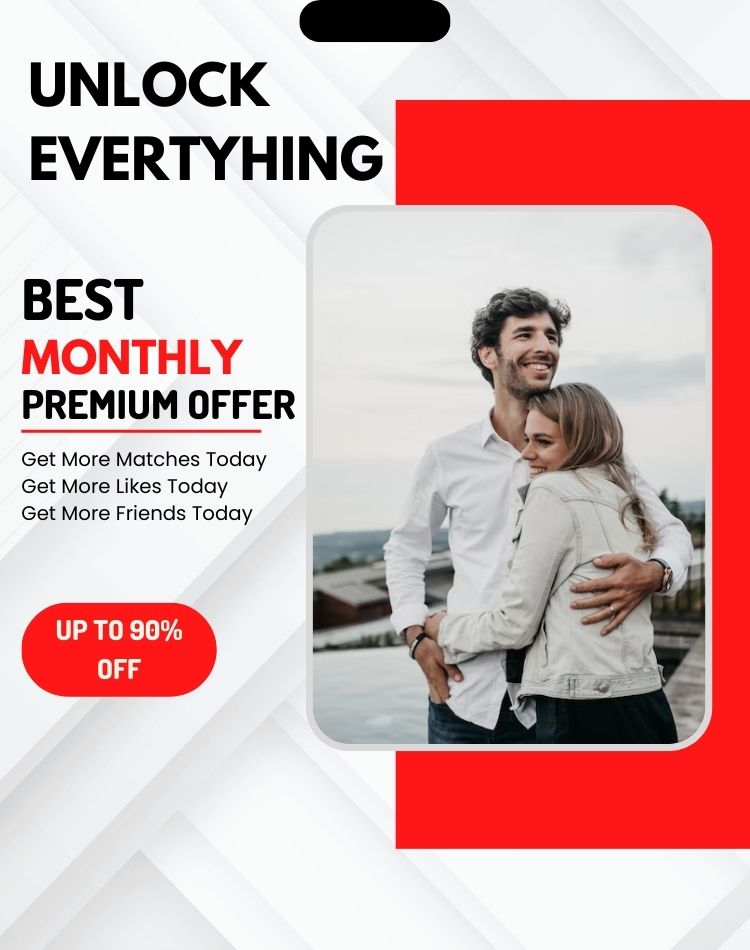 UNLOCK
EVERTYHING
BEST
MONTHLY
PREMIUM OFFER
Get More Matches Today
Get More Likes Today
Get More Friends Today
UP TO 90%
OFF